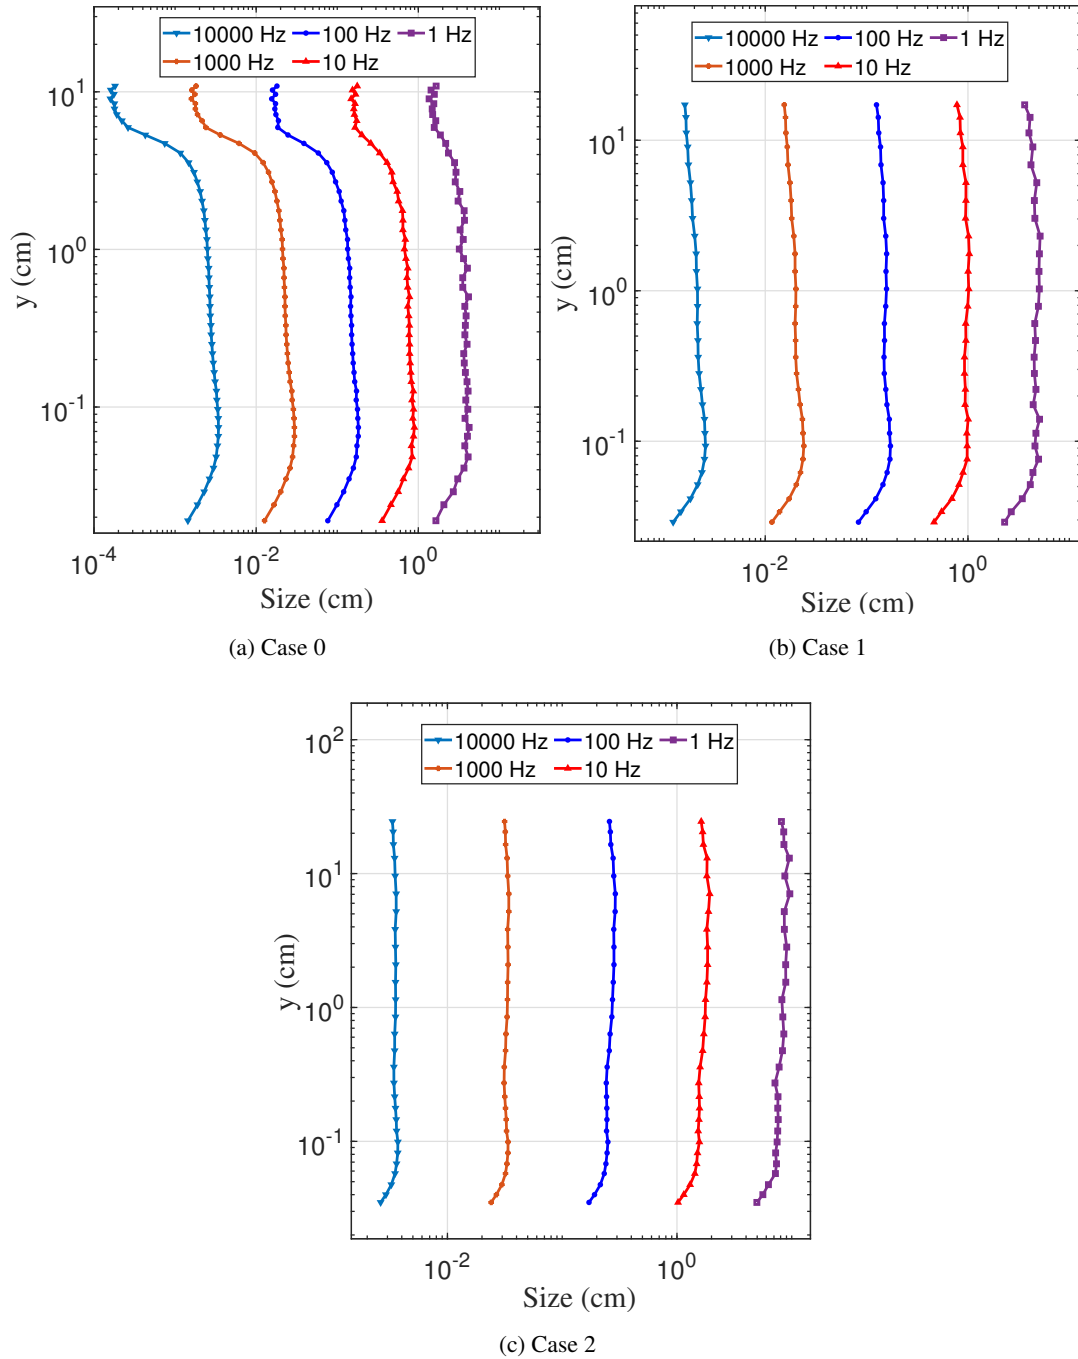 10000 Hz 100 Hz 1 Hz
1000 Hz 10 Hz
10^1
10^0
10^-1
y (cm)
10^-4 10^-2 10^0
Size (cm)
(a) Case 0
10000 Hz 100 Hz 1 Hz
1000 Hz 10 Hz
10^1
10^0
10^-1
y (cm)
10^-2 10^0
Size (cm)
(b) Case 1
10000 Hz 100 Hz 1 Hz
1000 Hz 10 Hz
10^2
10^1
10^0
10^-1
y (cm)
10^-2 10^0
Size (cm)
(c) Case 2